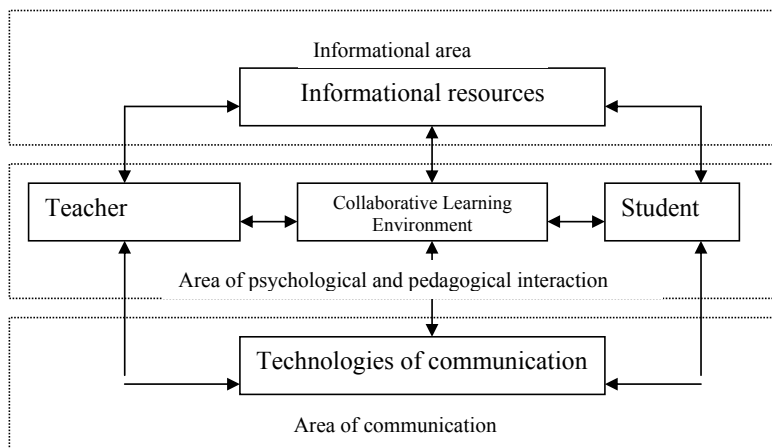 Informational area
Informational resources
Teacher
Collaborative Learning
Environment
Student
Area of psychological and pedagogical interaction
Technologies of communication
Area of communication